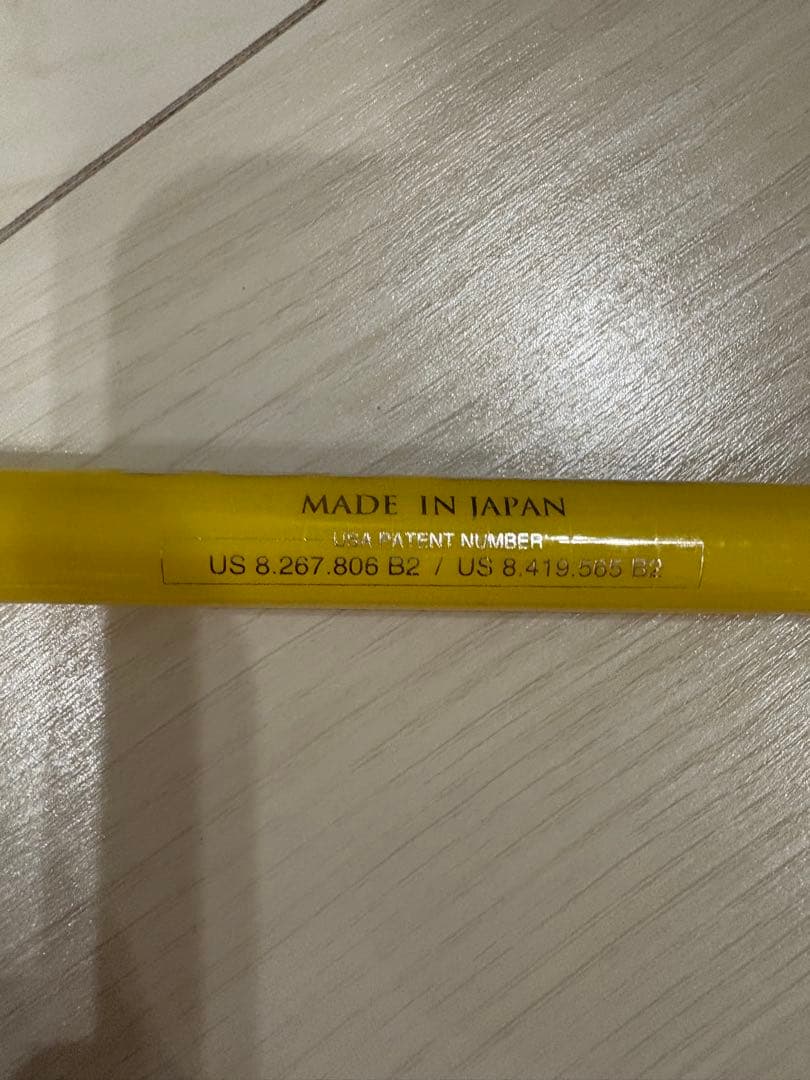 MADE IN JAPAN
USA PATENT NUMBER
US 8.267.806 B2 / US 8.419.565 B2